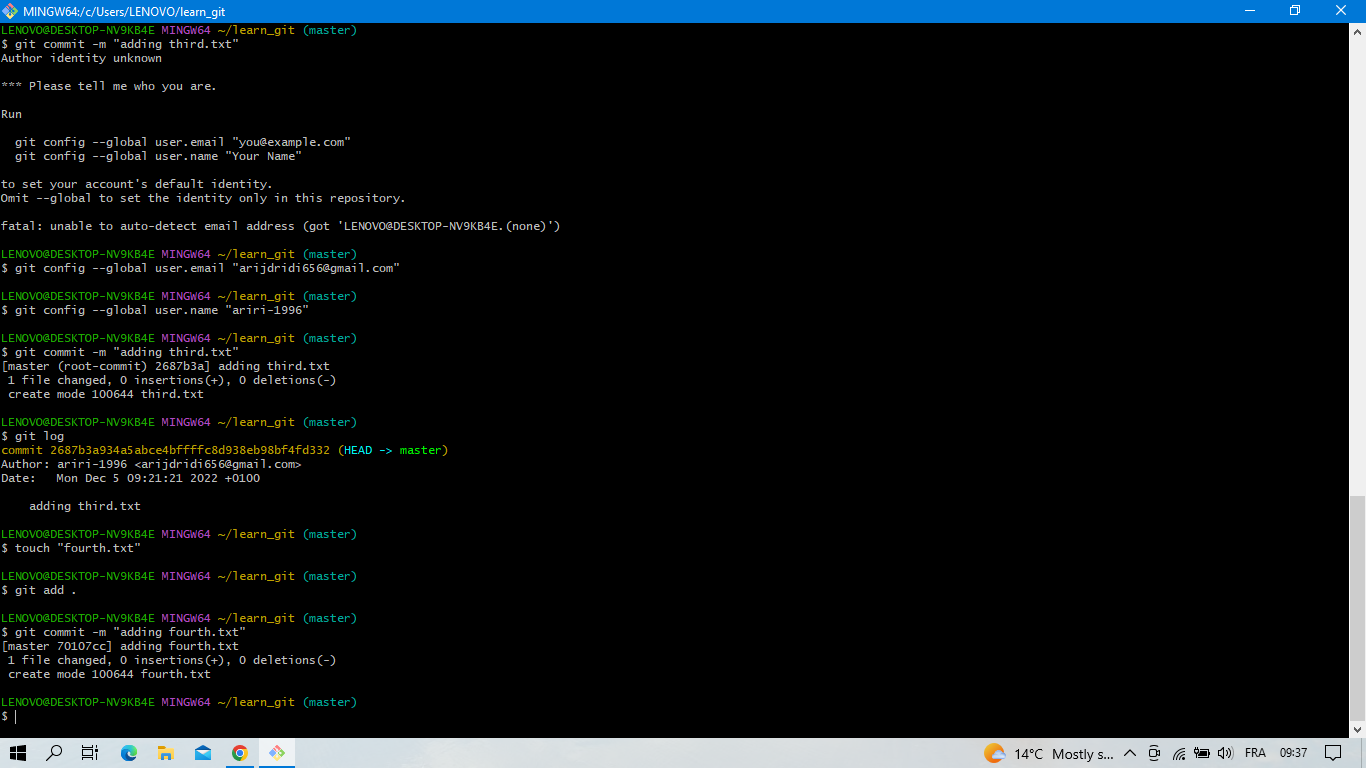 MINGW64:/c/Users/LENOVO/learn_git
LENOVO@DESKTOP-NV9KB4E MINGW64 ~/learn_git (master)
$ git commit -m "adding third.txt"
Author identity unknown
*** Please tell me who you are.
Run
git config --global user.email "you@example.com"
git config --global user.name "Your Name"
to set your account's default identity.
Omit --global to set the identity only in this repository.
fatal: unable to auto-detect email address (got 'LENOVO@DESKTOP-NV9KB4E.(none)')
LENOVO@DESKTOP-NV9KB4E MINGW64 ~/learn_git (master)
$ git config --global user.email "arijdridi656@gmail.com"
LENOVO@DESKTOP-NV9KB4E MINGW64 ~/learn_git (master)
$ git config --global user.name "ariri-1996"
LENOVO@DESKTOP-NV9KB4E MINGW64 ~/learn_git (master)
$ git commit -m "adding third.txt"
[master (root-commit) 2687b3a] adding third.txt
1 file changed, 0 insertions(+), 0 deletions(-)
create mode 100644 third.txt
LENOVO@DESKTOP-NV9KB4E MINGW64 ~/learn_git (master)
$ git log
commit 2687b3a934a5abce4bffffc8d938eb98bf4fd332 (HEAD -> master)
Author: ariri-1996 <arijdridi656@gmail.com>
Date:   Mon Dec 5 09:21:21 2022 +0100
adding third.txt
LENOVO@DESKTOP-NV9KB4E MINGW64 ~/learn_git (master)
$ touch "fourth.txt"
LENOVO@DESKTOP-NV9KB4E MINGW64 ~/learn_git (master)
$ git add .
LENOVO@DESKTOP-NV9KB4E MINGW64 ~/learn_git (master)
$ git commit -m "adding fourth.txt"
[master 70107cc] adding fourth.txt
1 file changed, 0 insertions(+), 0 deletions(-)
create mode 100644 fourth.txt
LENOVO@DESKTOP-NV9KB4E MINGW64 ~/learn_git (master)
$
14°C Mostly s... FRA 09:37